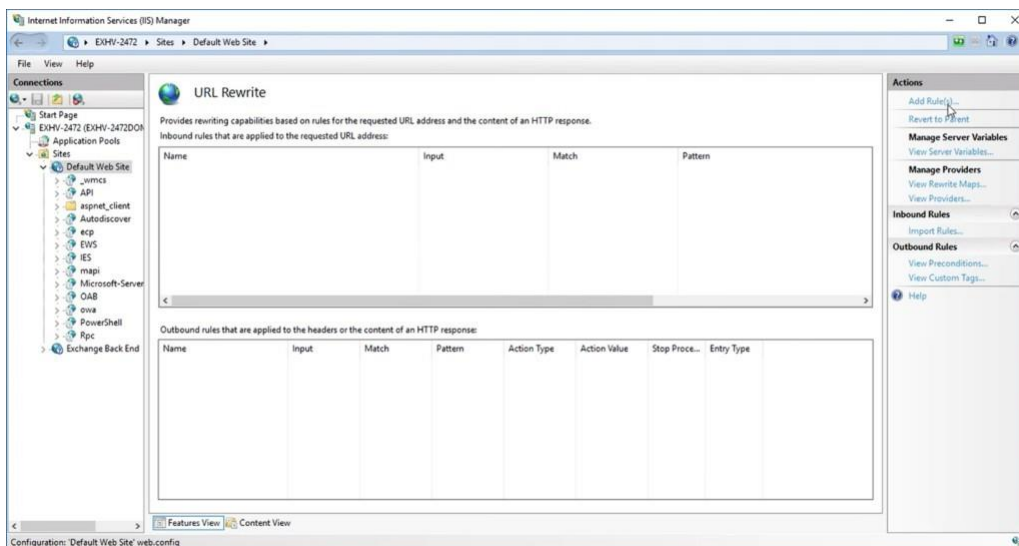 Internet Information Services (IIS) Manager
EXHV-2472 ▸ Sites ▸ Default Web Site ▸
File View Help
Connections
Start Page
EXHV-2472 (EXHV-2472DOM
Application Pools
Sites
Default Web Site
_wmcs
API
aspnet_client
Autodiscover
ecp
EWS
IES
mapi
Microsoft-Server
OAB
owa
PowerShell
Rpc
Exchange Back End
URL Rewrite
Provides rewriting capabilities based on rules for the requested URL address and the content of an HTTP response.
Inbound rules that are applied to the requested URL address:
Name Input Match Pattern
Outbound rules that are applied to the headers or the content of an HTTP response:
Name Input Match Pattern Action Type Action Value Stop Proce... Entry Type
Features View Content View
Actions
Add Rule(s)...
Revert to Parent
Manage Server Variables
View Server Variables...
Manage Providers
View Rewrite Maps...
View Providers...
Inbound Rules
Import Rules...
Outbound Rules
View Preconditions...
View Custom Tags...
Help
Configuration: 'Default Web Site' web.config